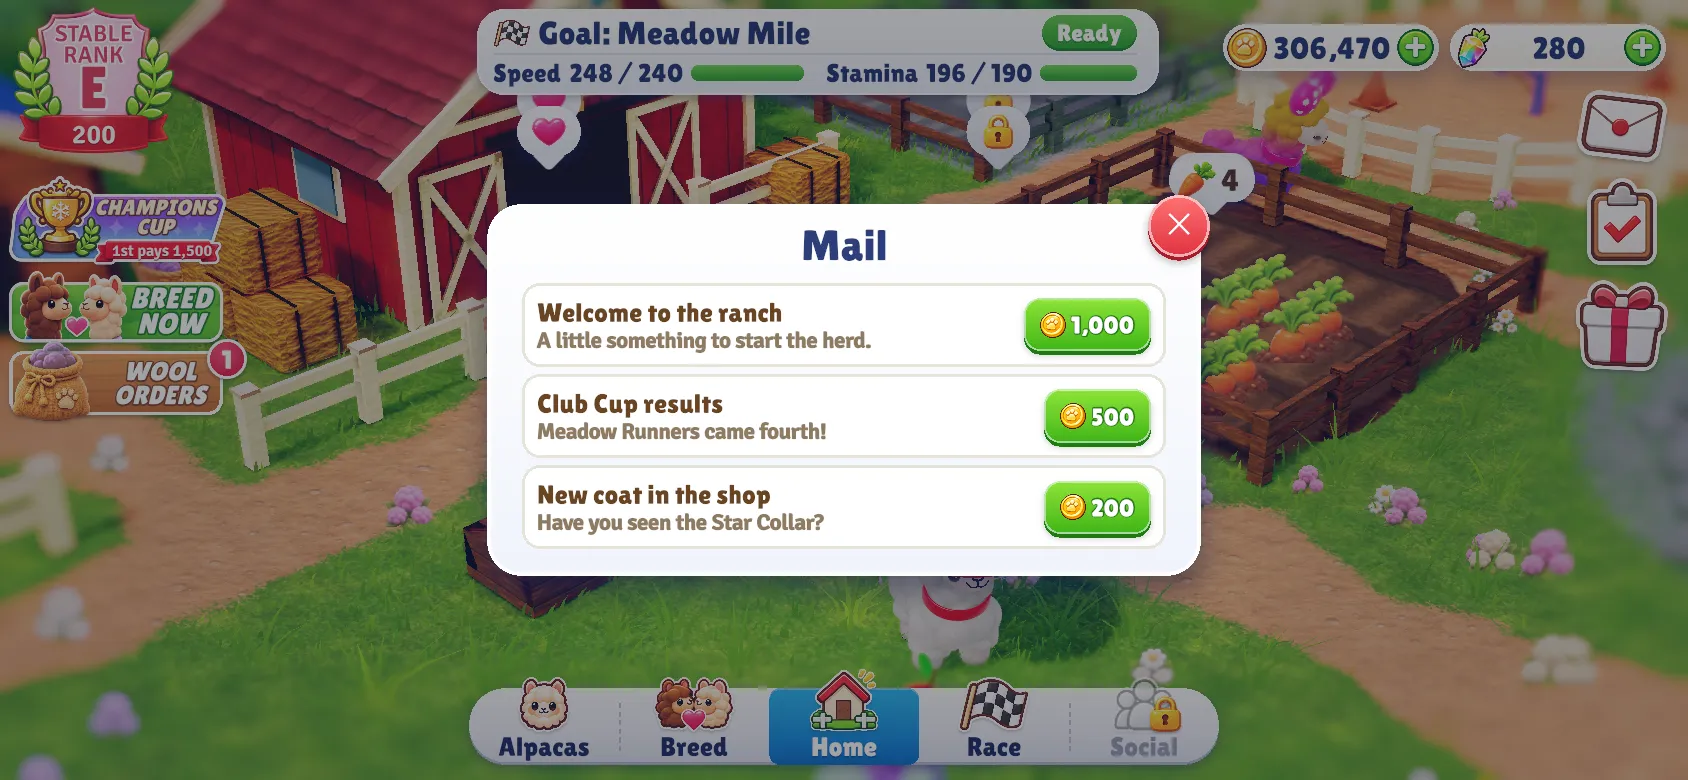 STABLE
RANK
E
200
Goal: Meadow Mile
Ready
Speed 248 / 240
Stamina 196 / 190
306,470
280
CHAMPIONS
CUP
1st pays 1,500
BREED
NOW
WOOL
ORDERS
1
4
Mail
Welcome to the ranch
A little something to start the herd.
1,000
Club Cup results
Meadow Runners came fourth!
500
New coat in the shop
Have you seen the Star Collar?
200
Alpacas
Breed
Home
Race
Social